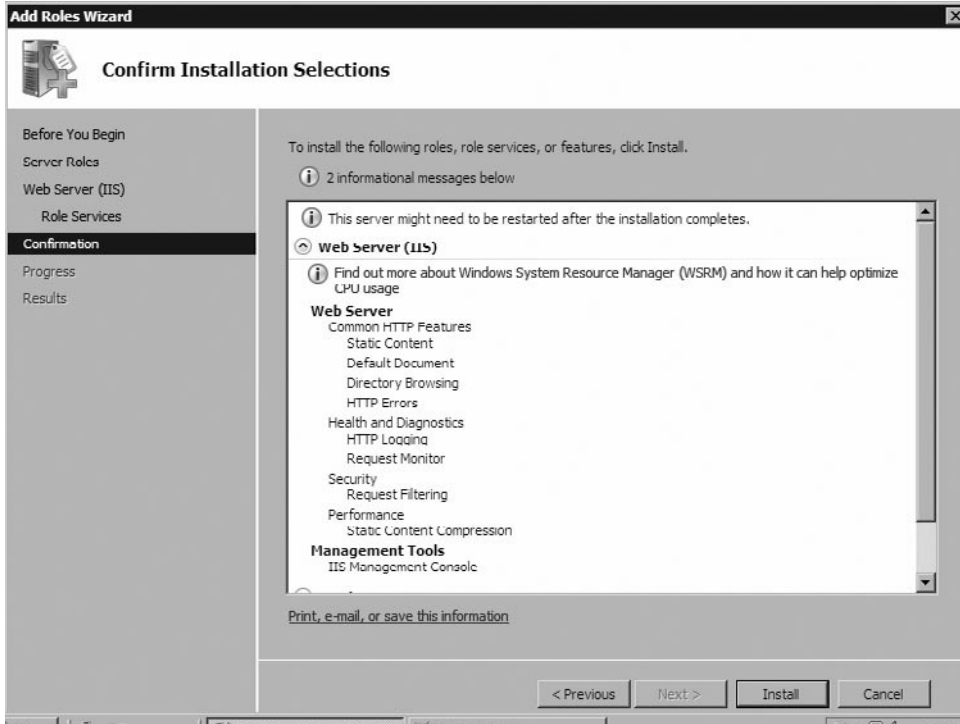 Add Roles Wizard
Confirm Installation Selections
Before You Begin
Server Roles
Web Server (IIS)
Role Services
Confirmation
Progress
Results
To install the following roles, role services, or features, click Install.
2 informational messages below
This server might need to be restarted after the installation completes.
Web Server (IIS)
Find out more about Windows System Resource Manager (WSRM) and how it can help optimize
CPU usage
Web Server
Common HTTP Features
Static Content
Default Document
Directory Browsing
HTTP Errors
Health and Diagnostics
HTTP Logging
Request Monitor
Security
Request Filtering
Performance
Static Content Compression
Management Tools
IIS Management Console
Print, e-mail, or save this information
< Previous
Next >
Install
Cancel